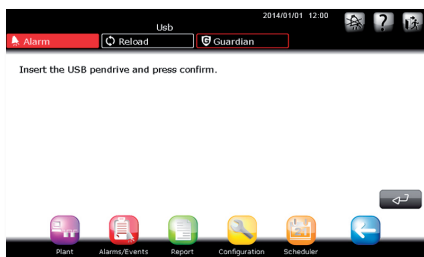 2014/01/01 12:00
Usb
Alarm Reload Guardian
Insert the USB pendrive and press confirm.
Plant Alarms/Events Report Configuration Scheduler